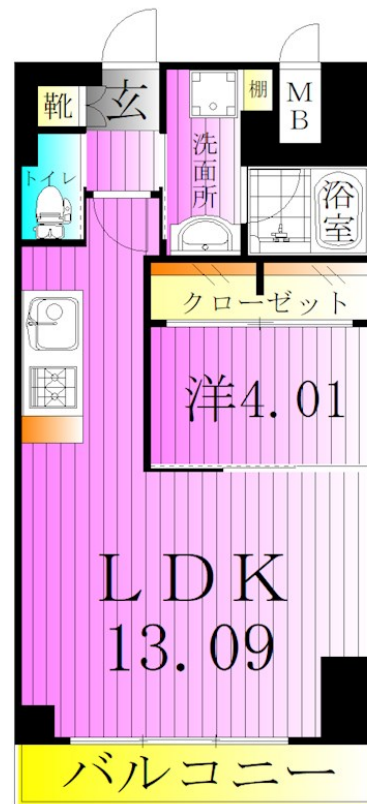 靴
玄
棚
MB
トイレ
洗面所
浴室
クローゼット
洋4.01
LDK
13.09
バルコニー